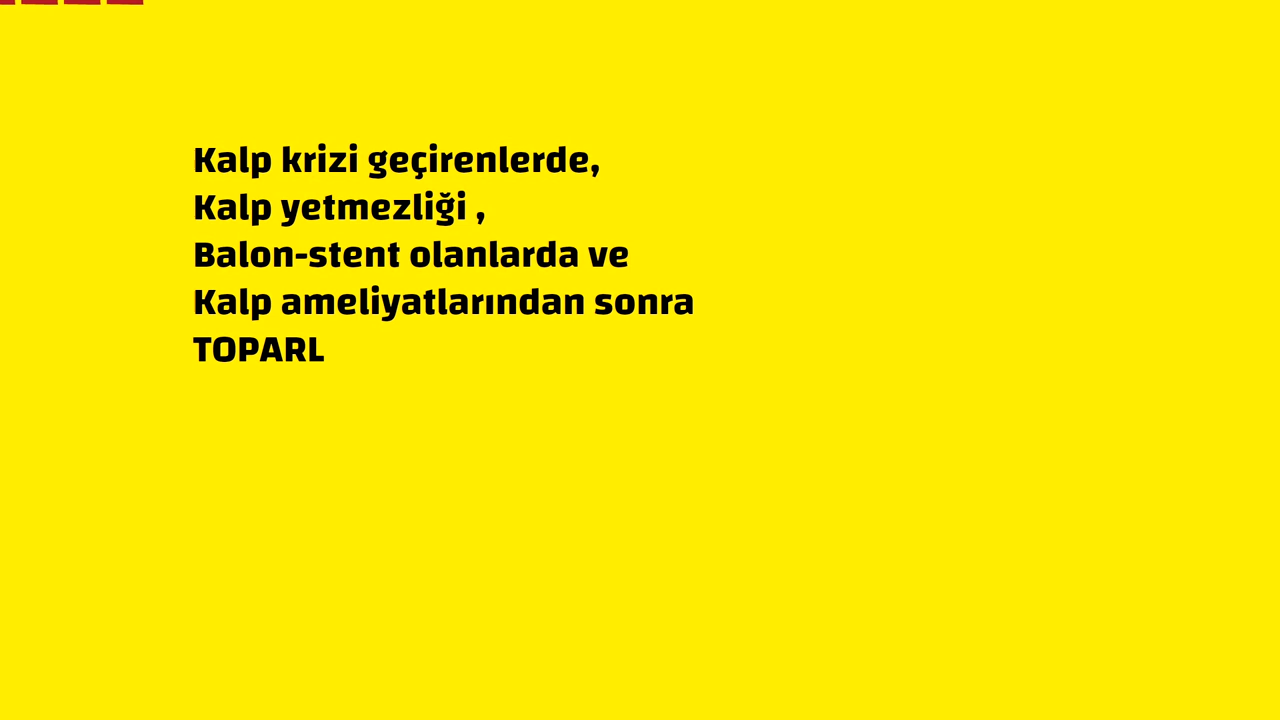 Kalp krizi geçirenlerde,
Kalp yetmezliği ,
Balon-stent olanlarda ve
Kalp ameliyatlarından sonra
TOPARL